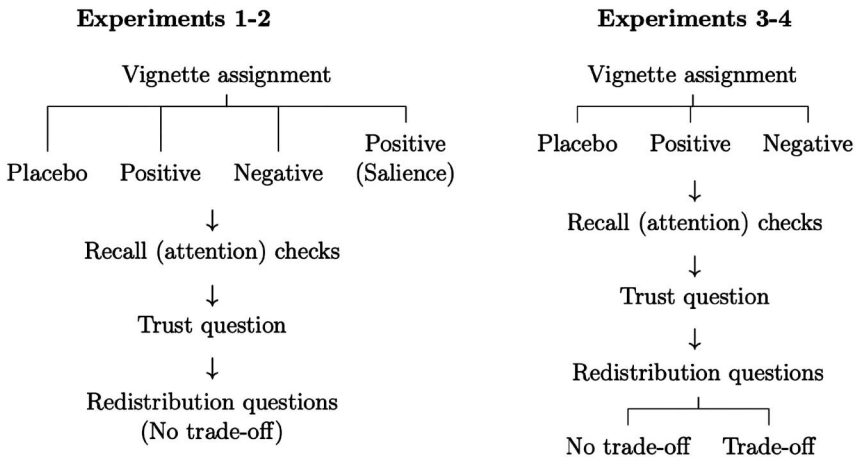 Experiments 1-2
Vignette assignment
Placebo Positive Negative Positive
(Salience)
↓
Recall (attention) checks
↓
Trust question
↓
Redistribution questions
(No trade-off)
Experiments 3-4
Vignette assignment
Placebo Positive Negative
↓
Recall (attention) checks
↓
Trust question
↓
Redistribution questions
No trade-off Trade-off